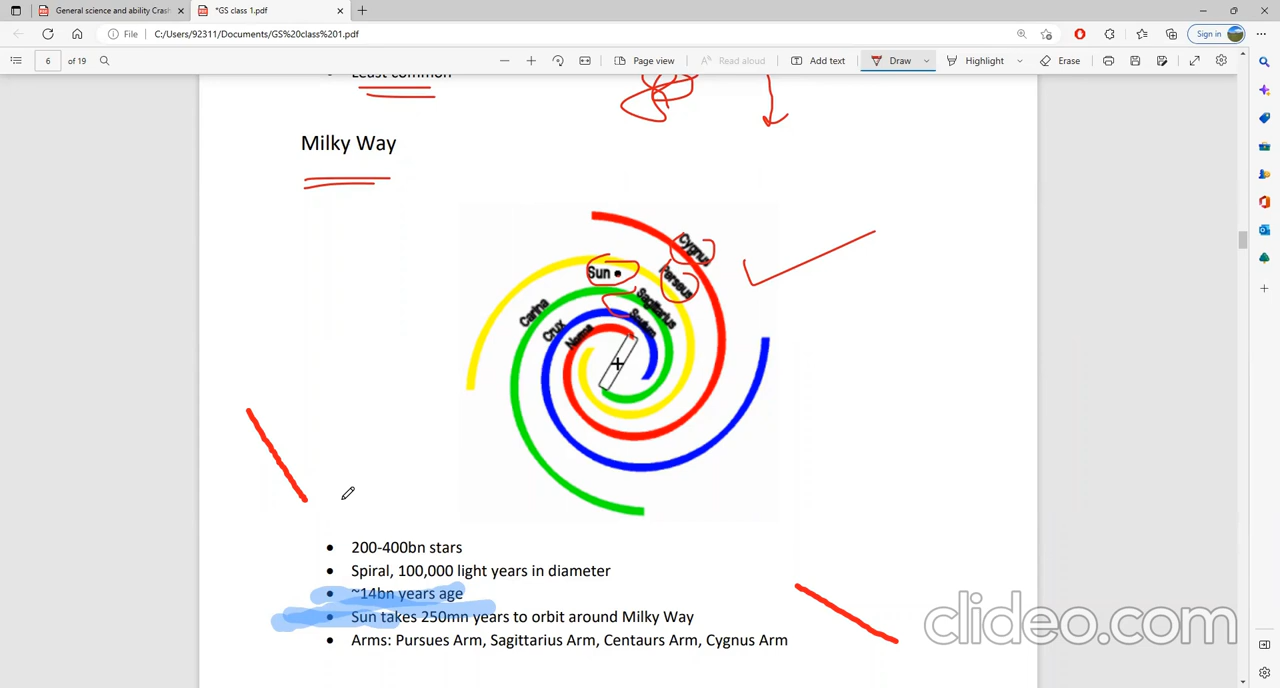 General science and ability Crash
*GS class 1.pdf
File
C:/Users/92311/Documents/GS%20class%201.pdf
Sign in
6 of 19
Page view
Read aloud
Add text
Draw
Highlight
Erase
Least common
Milky Way
Cygnus
Sun
Perseus
Sagittarius
Carina
Scutum
Crux
Norma
200-400bn stars
Spiral, 100,000 light years in diameter
~14bn years age
Sun takes 250mn years to orbit around Milky Way
Arms: Pursues Arm, Sagittarius Arm, Centaurs Arm, Cygnus Arm
clideo.com